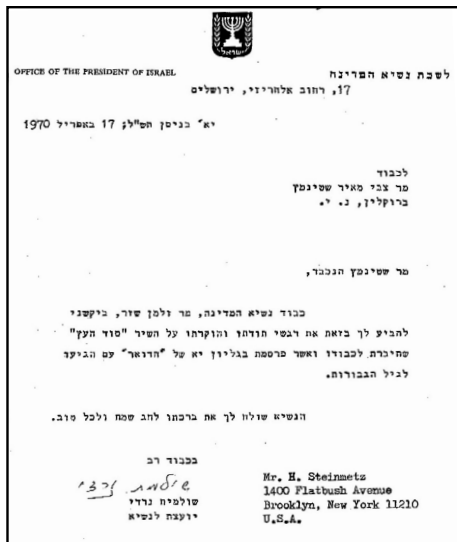 OFFICE OF THE PRESIDENT OF ISRAEL
לשכת נשיא המדינה
17, רחוב אלחריזי, ירושלים
יא' בניסן תש"ל; 17 באפריל 1970
לכבוד
מר צבי מאיר שטינמץ
ברוקלין, נ. י.
מר שטינמץ הנכבד,
כבוד נשיא המדינה, מר זלמן שזר, ביקשני
להביע לך בזאת את רגשי תודתו והוקרתו על השיר "סוד העץ"
שחיברת לכבודו ואשר פרסמת בגליון יא של "הדואר" עם הגיעו
לגיל הגבורות.
הנשיא שולח לך את ברכתו לחג שמח ולכל טוב.
בכבוד רב
שולמית נרדי
שולמית נרדי
יועצת לנשיא
Mr. H. Steinmetz
1400 Flatbush Avenue
Brooklyn, New York 11210
U.S.A.